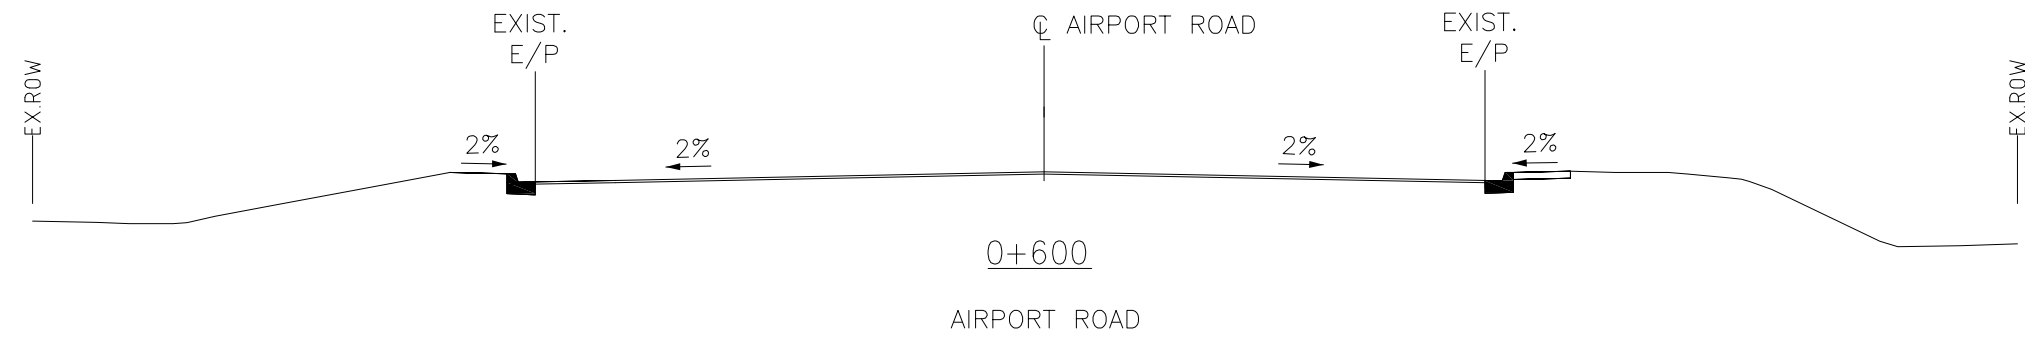 EXIST.
E/P
℄ AIRPORT ROAD
EXIST.
E/P
EX.ROW
EX.ROW
2%
2%
2%
2%
0+600
AIRPORT ROAD